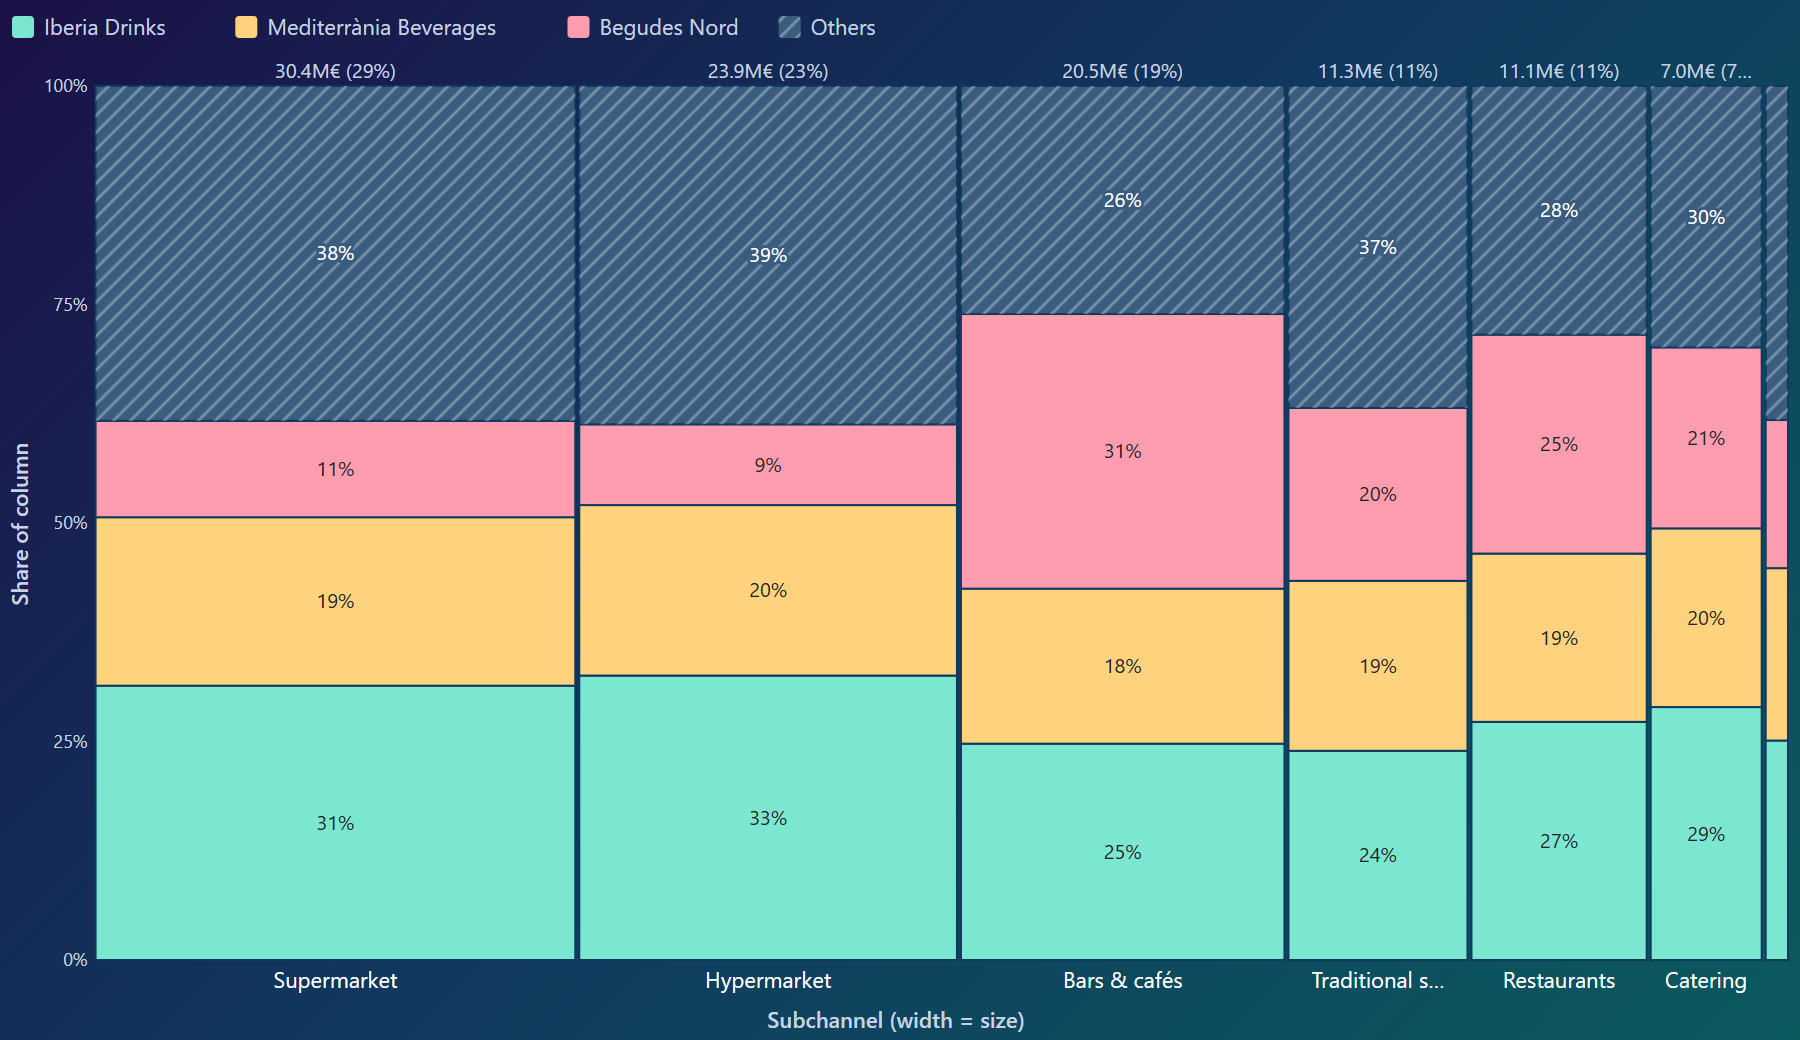 Iberia Drinks
Mediterrània Beverages
Begudes Nord
Others
30.4M€ (29%)
23.9M€ (23%)
20.5M€ (19%)
11.3M€ (11%)
11.1M€ (11%)
7.0M€ (7...
100%
75%
50%
25%
0%
Share of column
38%
11%
19%
31%
39%
9%
20%
33%
26%
31%
18%
25%
37%
20%
19%
24%
28%
25%
19%
27%
30%
21%
20%
29%
Supermarket
Hypermarket
Bars & cafés
Traditional s...
Restaurants
Catering
Subchannel (width = size)